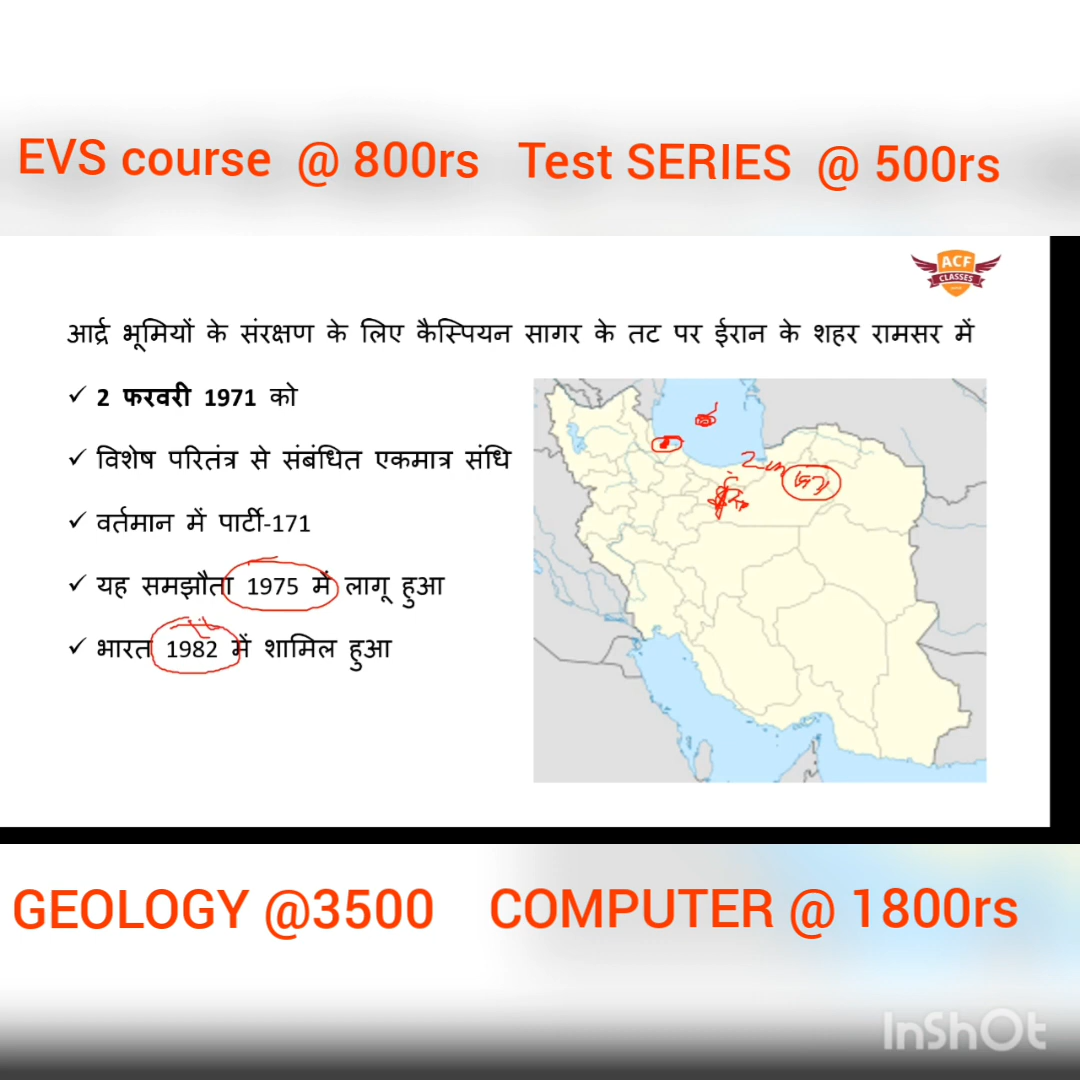 EVS course @ 800rs Test SERIES @ 500rs
ACF
CLASSES
आर्द्र भूमियों के संरक्षण के लिए कैस्पियन सागर के तट पर ईरान के शहर रामसर में
✓ 2 फरवरी 1971 को
✓ विशेष परितंत्र से संबंधित एकमात्र संधि
✓ वर्तमान में पार्टी-171
✓ यह समझौता 1975 में लागू हुआ
✓ भारत 1982 में शामिल हुआ
GEOLOGY @3500 COMPUTER @ 1800rs
InShOt